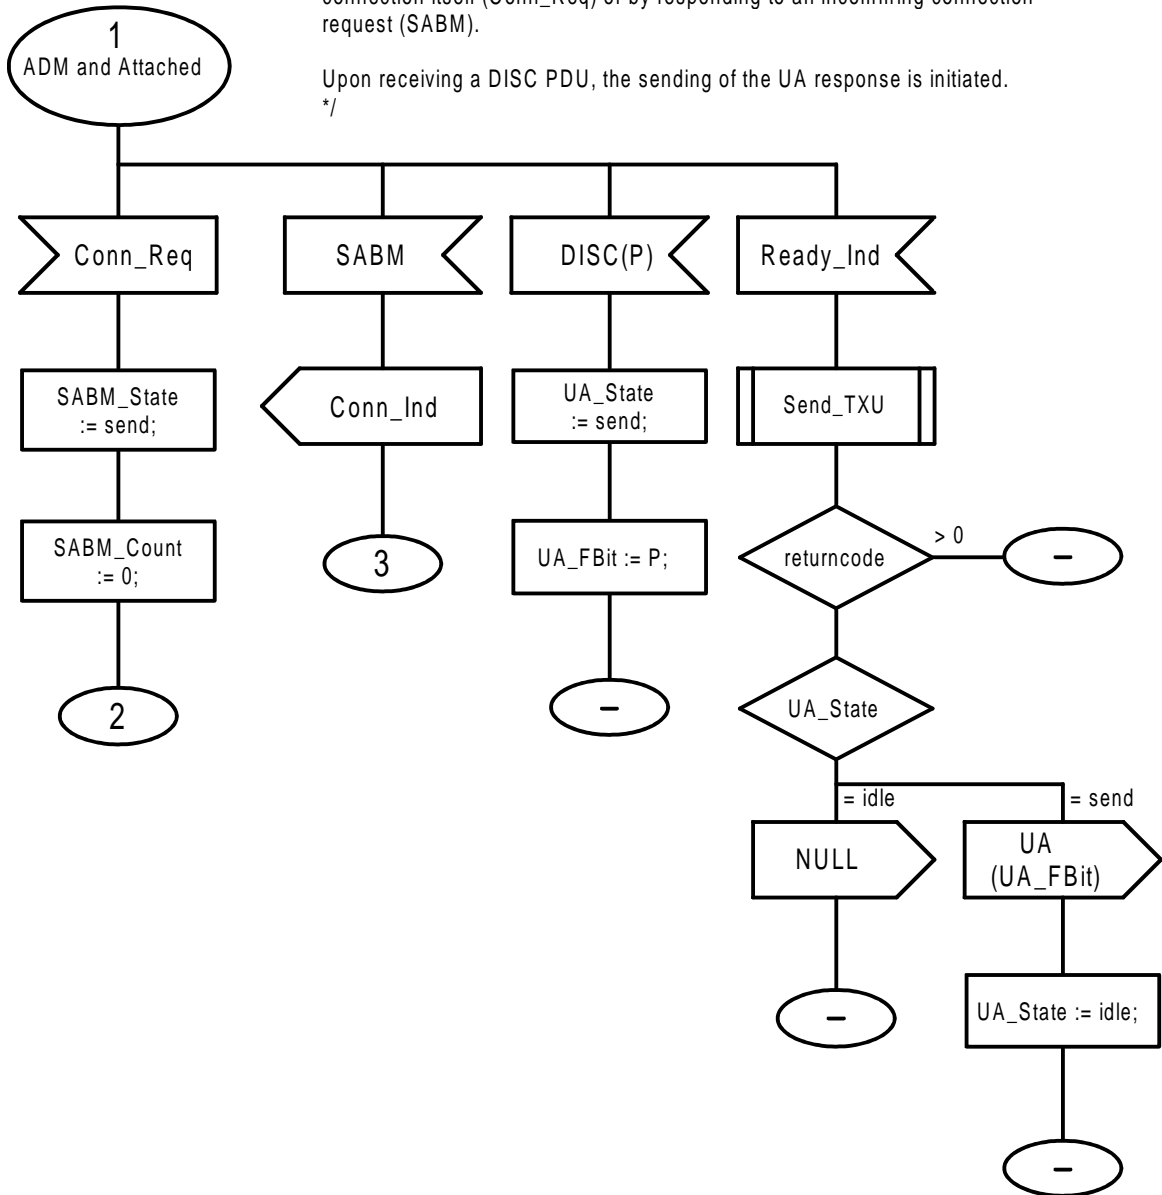 request (SABM).
Upon receiving a DISC PDU, the sending of the UA response is initiated.
*/
1
ADM and Attached
Conn_Req
SABM
DISC(P)
Ready_Ind
SABM_State
:= send;
Conn_Ind
UA_State
:= send;
Send_TXU
SABM_Count
:= 0;
3
UA_FBit := P;
returncode
> 0
–
2
–
UA_State
= idle
= send
NULL
UA
(UA_FBit)
–
UA_State := idle;
–